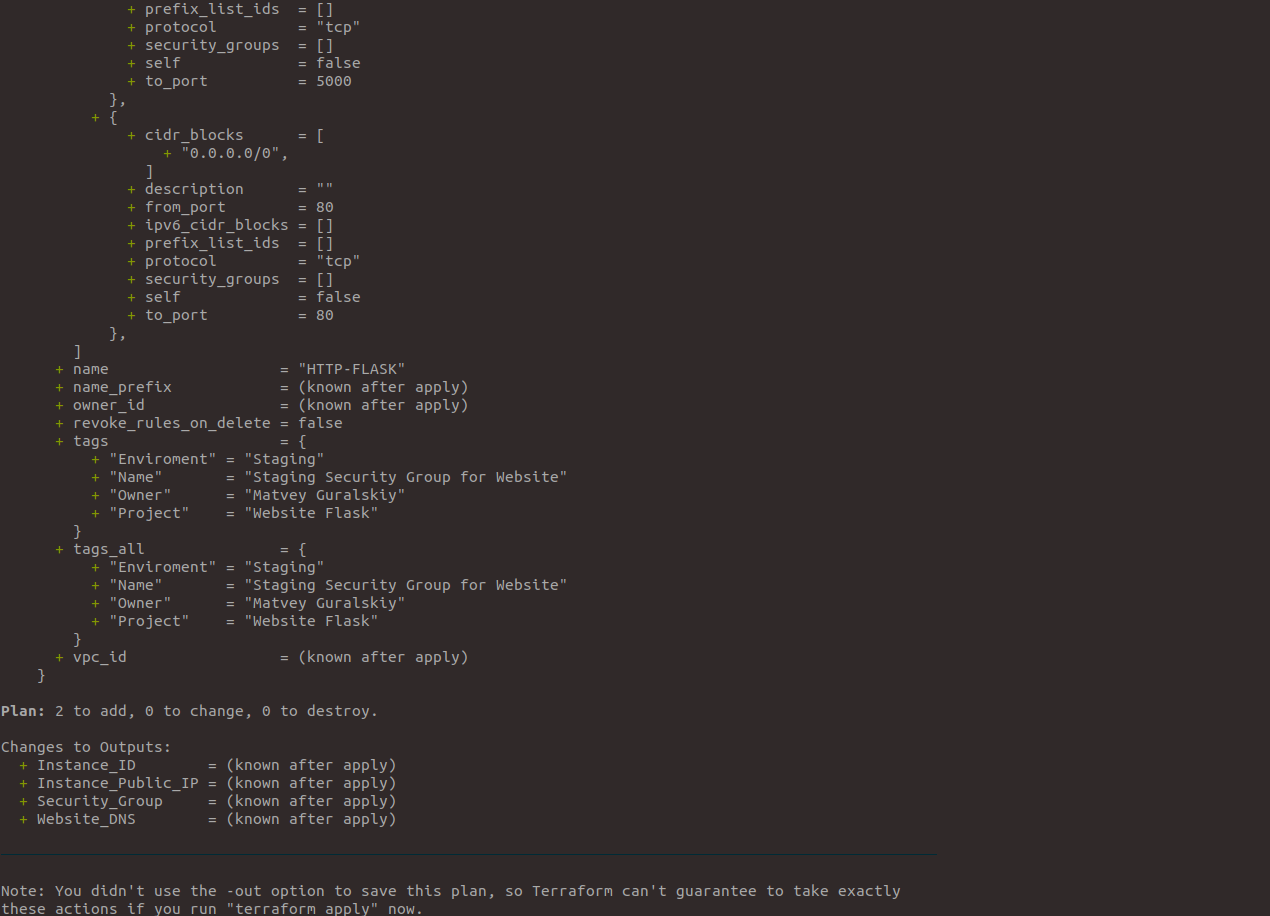 + prefix_list_ids  = []
+ protocol         = "tcp"
+ security_groups  = []
+ self             = false
+ to_port          = 5000
},
+ {
+ cidr_blocks      = [
+ "0.0.0.0/0",
]
+ description      = ""
+ from_port        = 80
+ ipv6_cidr_blocks = []
+ prefix_list_ids  = []
+ protocol         = "tcp"
+ security_groups  = []
+ self             = false
+ to_port          = 80
},
]
+ name                   = "HTTP-FLASK"
+ name_prefix            = (known after apply)
+ owner_id               = (known after apply)
+ revoke_rules_on_delete = false
+ tags                   = {
+ "Enviroment" = "Staging"
+ "Name"       = "Staging Security Group for Website"
+ "Owner"      = "Matvey Guralskiy"
+ "Project"    = "Website Flask"
}
+ tags_all               = {
+ "Enviroment" = "Staging"
+ "Name"       = "Staging Security Group for Website"
+ "Owner"      = "Matvey Guralskiy"
+ "Project"    = "Website Flask"
}
+ vpc_id                 = (known after apply)
}
Plan: 2 to add, 0 to change, 0 to destroy.
Changes to Outputs:
+ Instance_ID        = (known after apply)
+ Instance_Public_IP = (known after apply)
+ Security_Group     = (known after apply)
+ Website_DNS        = (known after apply)
Note: You didn't use the -out option to save this plan, so Terraform can't guarantee to take exactly
these actions if you run "terraform apply" now.